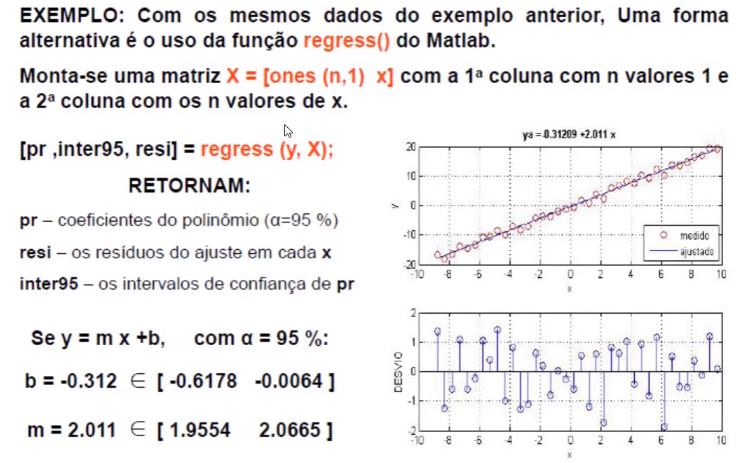 EXEMPLO: Com os mesmos dados do exemplo anterior, Uma forma
alternativa é o uso da função regress() do Matlab.
Monta-se uma matriz X = [ones (n,1) x] com a 1ª coluna com n valores 1 e
a 2ª coluna com os n valores de x.
[pr ,inter95, resi] = regress (y, X);
RETORNAM:
pr – coeficientes do polinômio (α=95 %)
resi – os resíduos do ajuste em cada x
inter95 – os intervalos de confiança de pr
Se y = m x +b, com α = 95 %:
b = -0.312 ∈ [ -0.6178 -0.0064 ]
m = 2.011 ∈ [ 1.9554 2.0665 ]
ya =-0.31209 +2.011 x
20
10
0
-10
-20
y
-10 -8 -6 -4 -2 0 2 4 6 8 10
x
medido
ajustado
2
1
0
-1
-2
DESVIO
-10 -8 -6 -4 -2 0 2 4 6 8 10
x